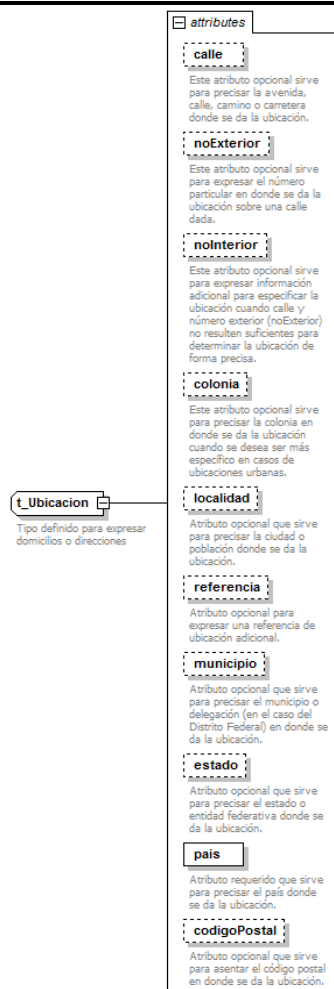 attributes
calle
Este atributo opcional sirve
para precisar la avenida,
calle, camino o carretera
donde se da la ubicación.
noExterior
Este atributo opcional sirve
para expresar el número
particular en donde se da la
ubicación sobre una calle
dada.
noInterior
Este atributo opcional sirve
para expresar información
adicional para especificar la
ubicación cuando calle y
número exterior (noExterior)
no resulten suficientes para
determinar la ubicación de
forma precisa.
colonia
Este atributo opcional sirve
para precisar la colonia en
donde se da la ubicación
cuando se desea ser más
específico en casos de
ubicaciones urbanas.
t_Ubicacion
Tipo definido para expresar
domicilios o direcciones
localidad
Atributo opcional que sirve
para precisar la ciudad o
población donde se da la
ubicación.
referencia
Atributo opcional para
expresar una referencia de
ubicación adicional.
municipio
Atributo opcional que sirve
para precisar el municipio o
delegación (en el caso del
Distrito Federal) en donde se
da la ubicación.
estado
Atributo opcional que sirve
para precisar el estado o
entidad federativa donde se
da la ubicación.
pais
Atributo requerido que sirve
para precisar el país donde
se da la ubicación.
codigoPostal
Atributo opcional que sirve
para asentar el código postal
en donde se da la ubicación.